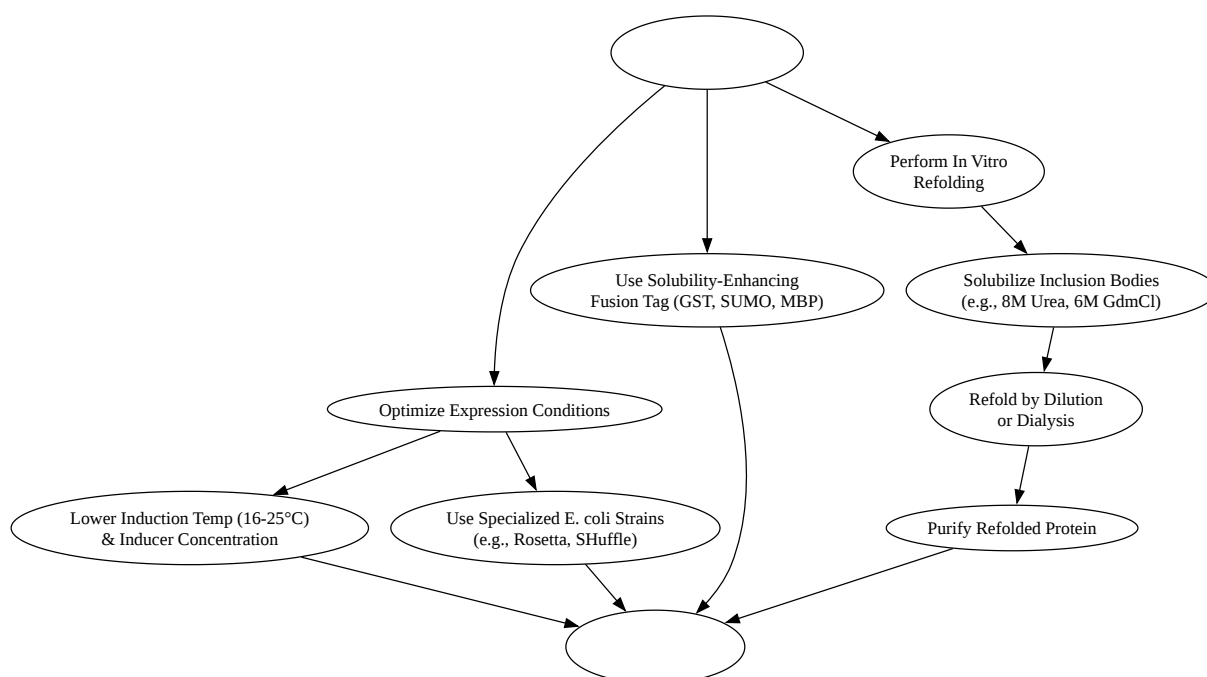 Perform In Vitro
Refolding
Use Solubility-Enhancing
Fusion Tag (GST, SUMO, MBP)
Solubilize Inclusion Bodies
(e.g., 8M Urea, 6M GdmCl)
Optimize Expression Conditions
Refold by Dilution
or Dialysis
Lower Induction Temp (16-25°C)
& Inducer Concentration
Use Specialized E. coli Strains
(e.g., Rosetta, SHuffle)
Purify Refolded Protein